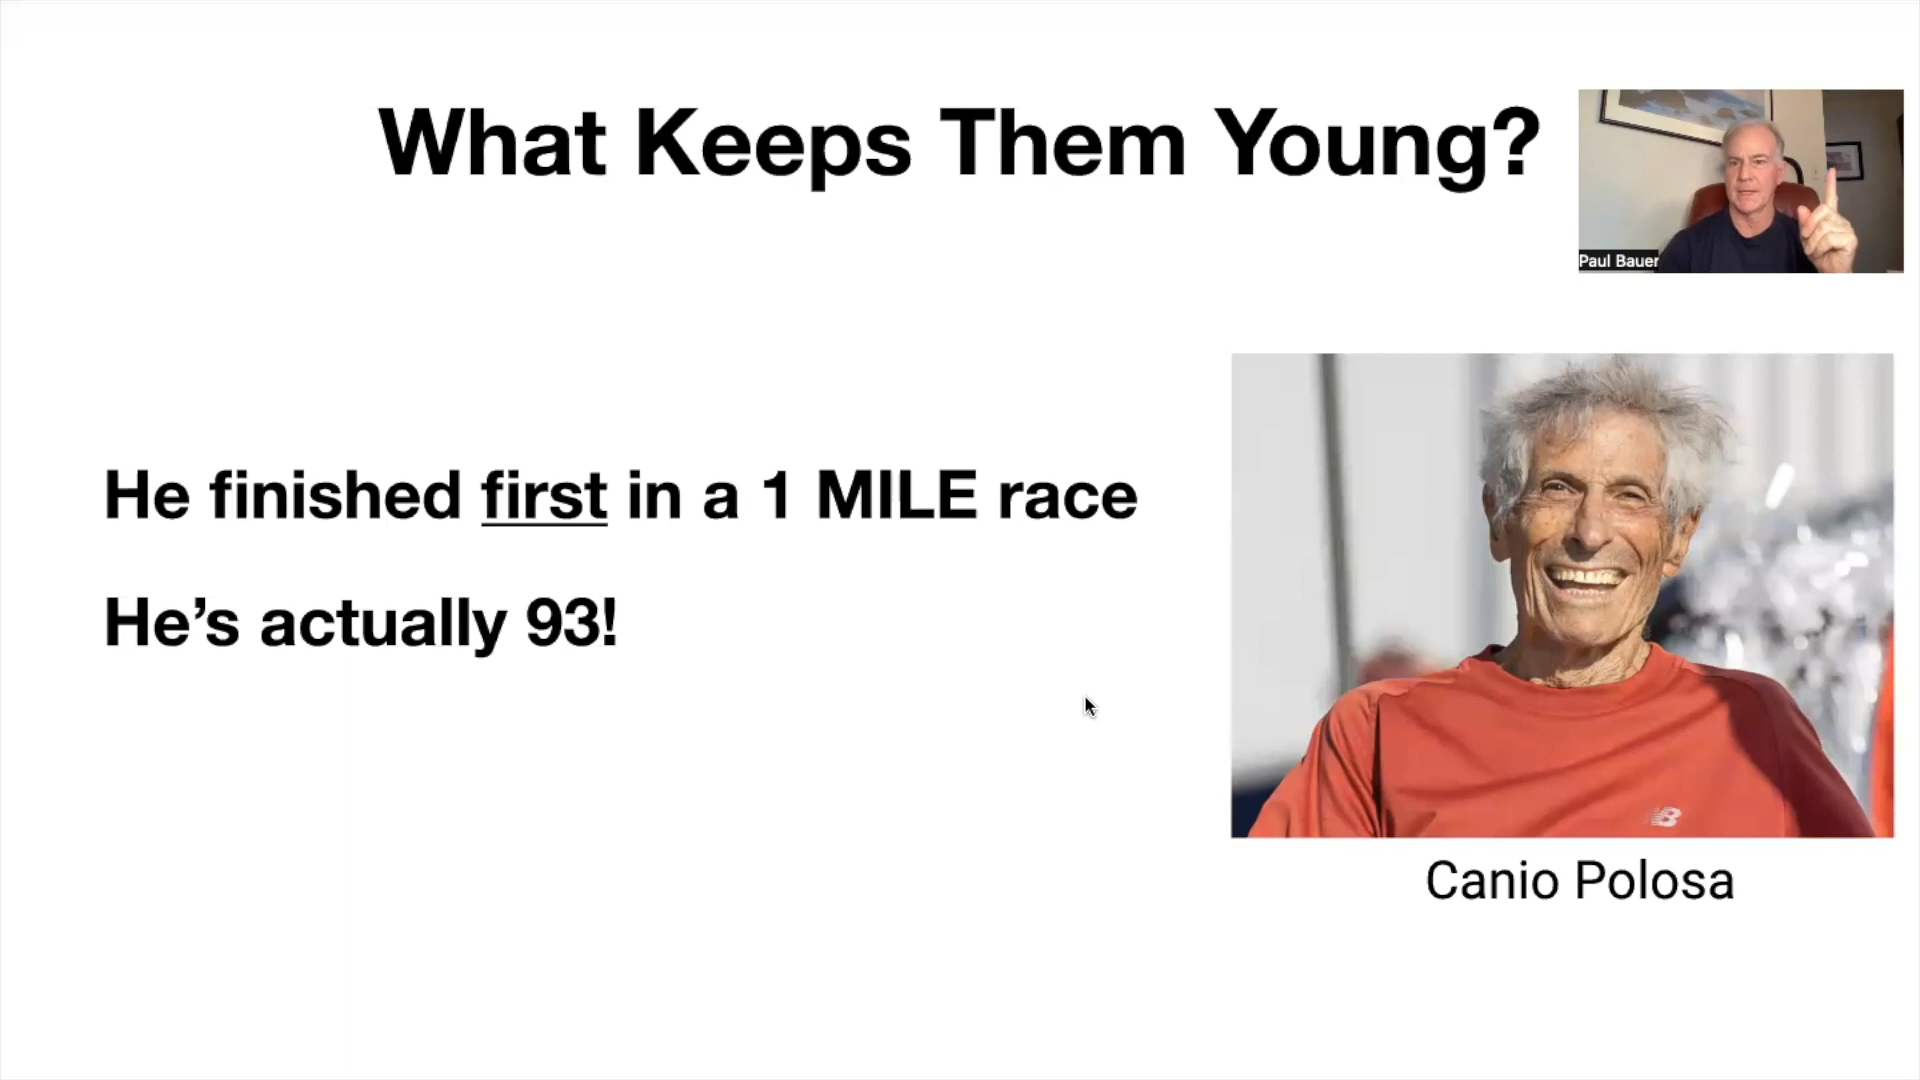 What Keeps Them Young?
Paul Bauer
He finished first in a 1 MILE race
He’s actually 93!
Canio Polosa